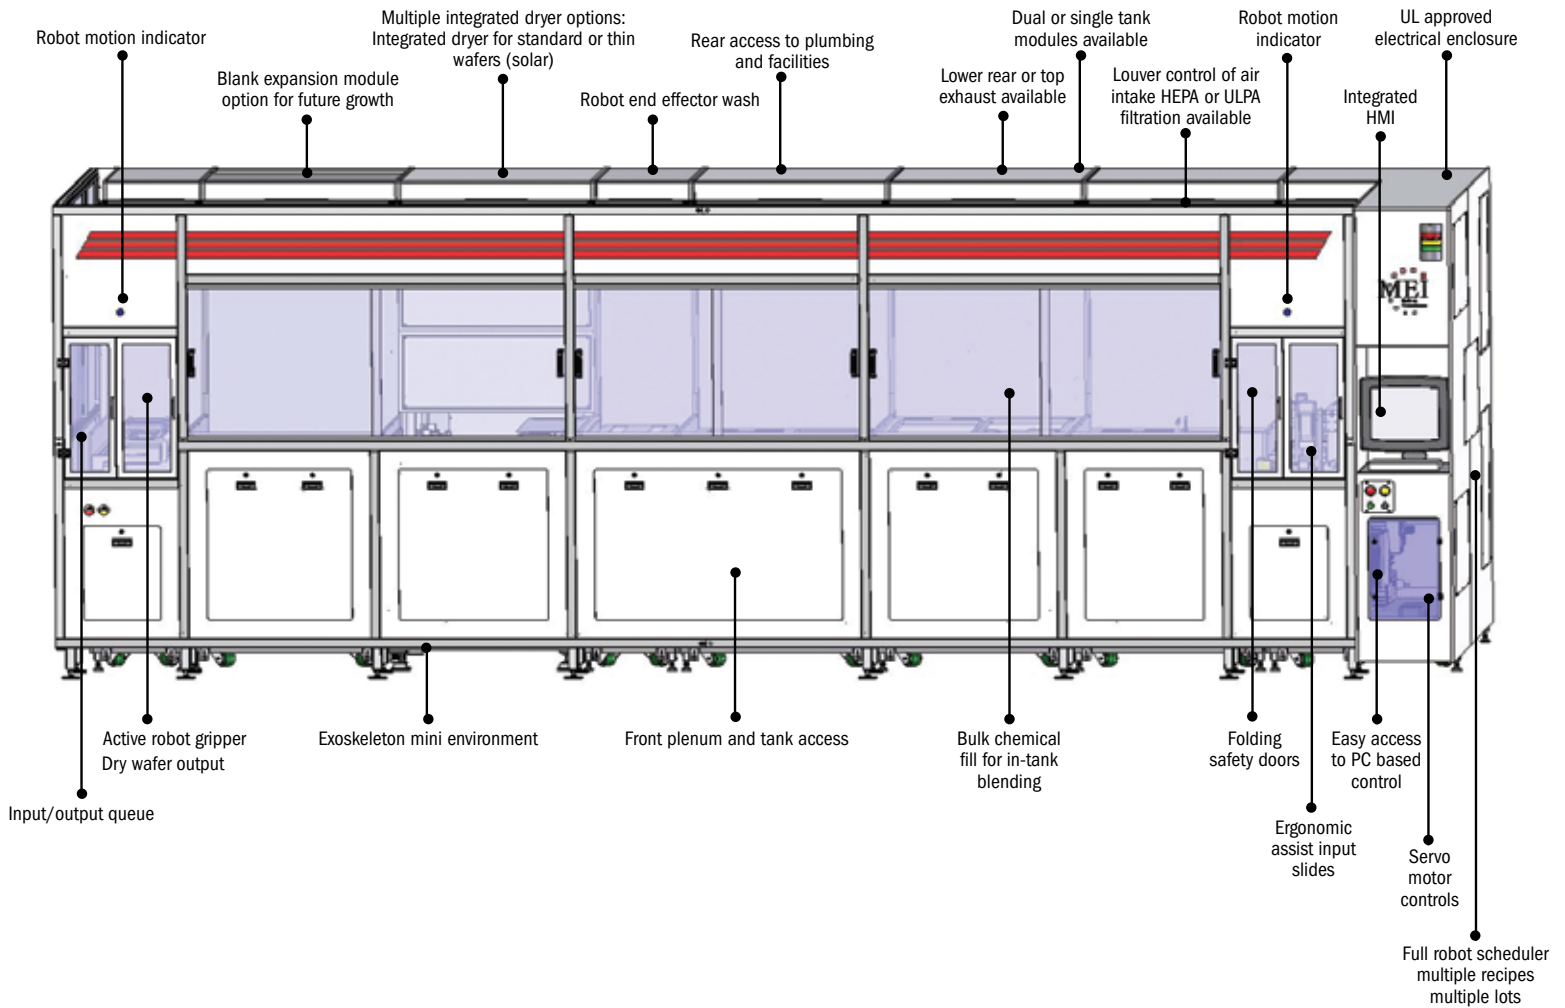 Robot motion indicator
Blank expansion module
option for future growth
Multiple integrated dryer options:
Integrated dryer for standard or thin
wafers (solar)
Robot end effector wash
Rear access to plumbing
and facilities
Lower rear or top
exhaust available
Dual or single tank
modules available
Louver control of air
intake HEPA or ULPA
filtration available
Robot motion
indicator
Integrated
HMI
UL approved
electrical enclosure
MEI
Active robot gripper
Dry wafer output
Input/output queue
Exoskeleton mini environment
Front plenum and tank access
Bulk chemical
fill for in-tank
blending
Folding
safety doors
Easy access
to PC based
control
Ergonomic
assist input
slides
Servo
motor
controls
Full robot scheduler
multiple recipes
multiple lots